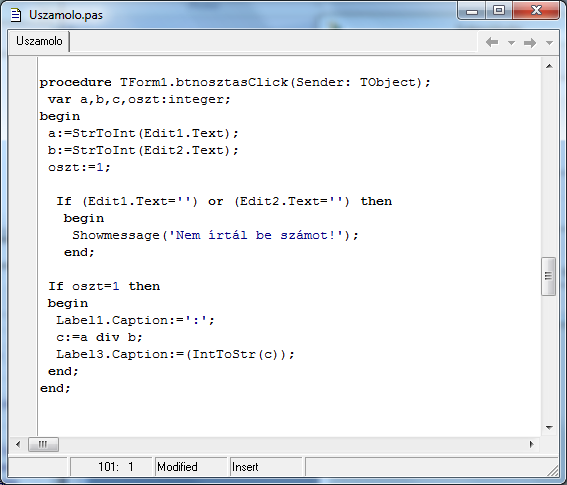 Uszamolo.pas
Uszamolo
procedure TForm1.btnosztasClick(Sender: TObject);
var a,b,c,oszt:integer;
begin
a:=StrToInt(Edit1.Text);
b:=StrToInt(Edit2.Text);
oszt:=1;
If (Edit1.Text='') or (Edit2.Text='') then
begin
Showmessage('Nem írtál be számot!');
end;
If oszt=1 then
begin
Label1.Caption:=':';
c:=a div b;
Label3.Caption:=(IntToStr(c));
end;
end;
101: 1 Modified Insert